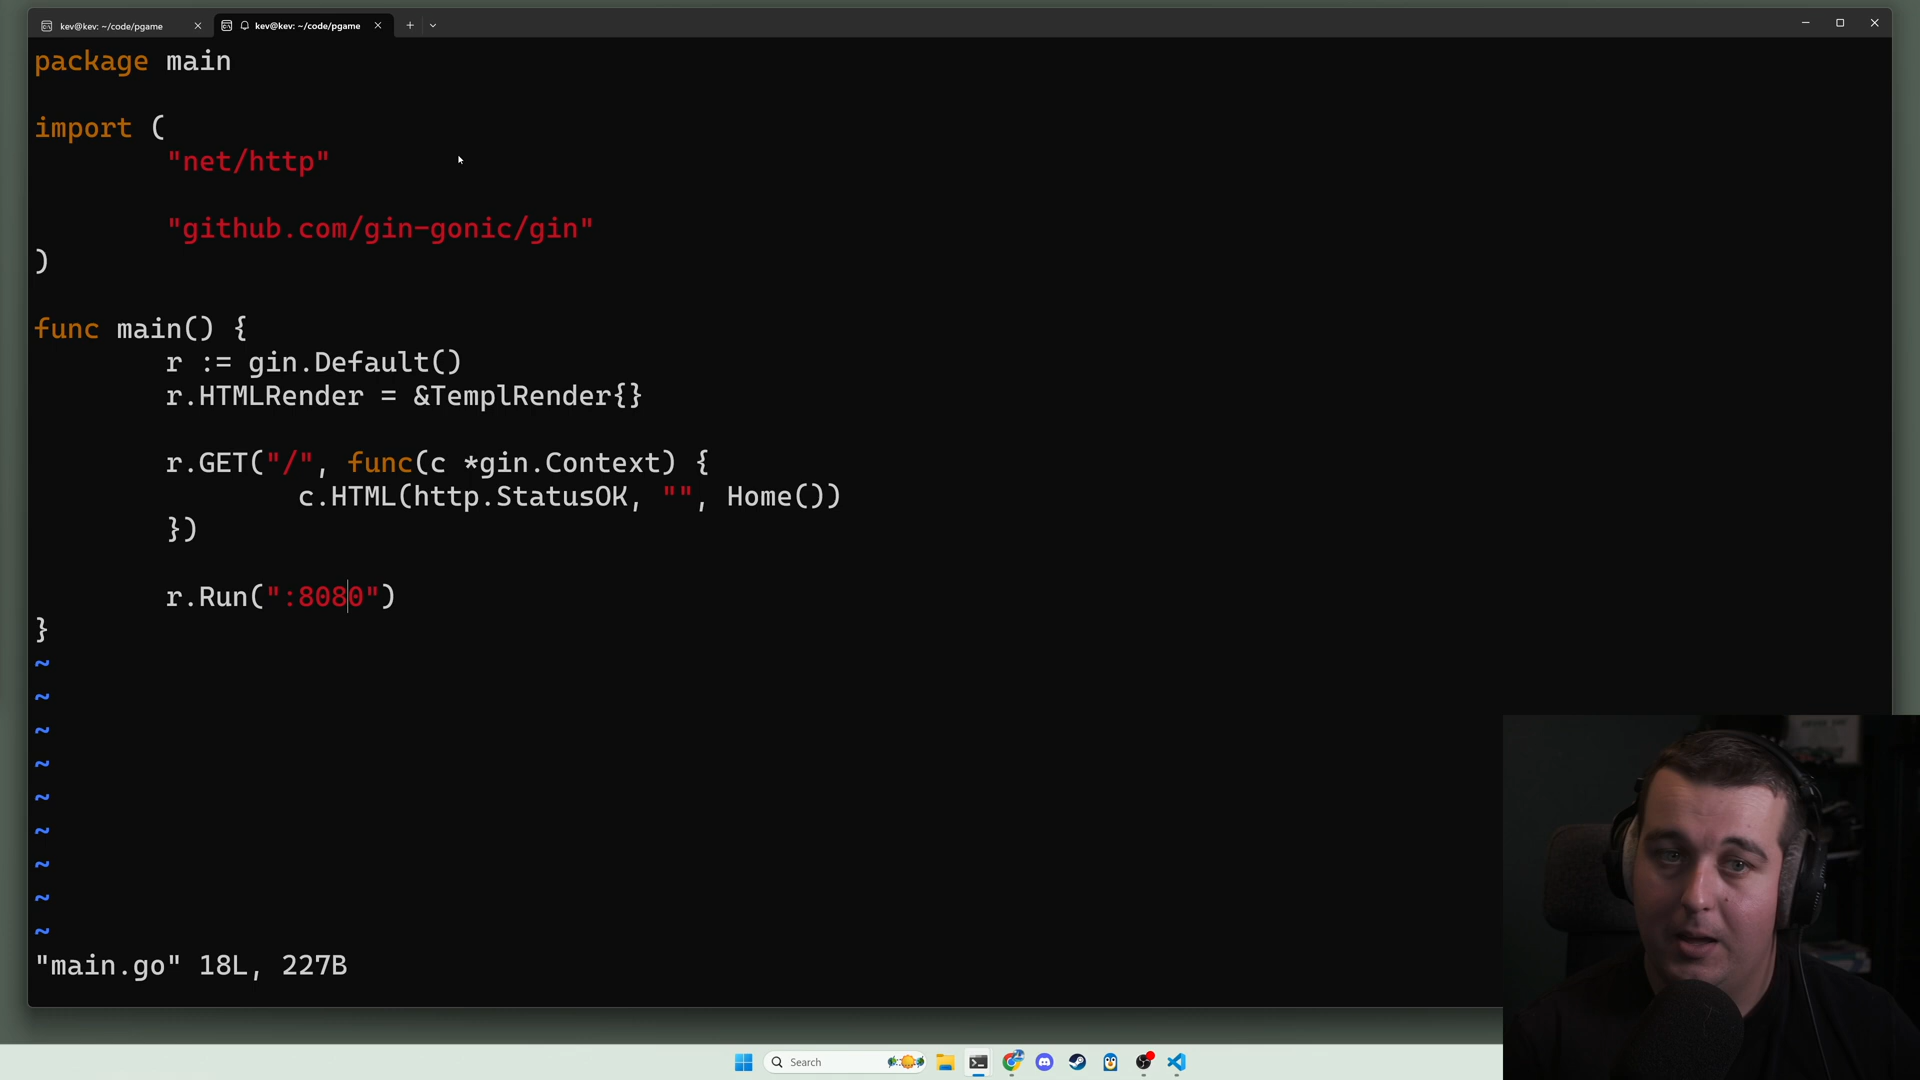 kev@kev: ~/code/pgame
kev@kev: ~/code/pgame
package main
import (
"net/http"
"github.com/gin-gonic/gin"
)
func main() {
r := gin.Default()
r.HTMLRender = &TemplRender{}
r.GET("/", func(c *gin.Context) {
c.HTML(http.StatusOK, "", Home())
})
r.Run(":8080")
}
~
~
~
~
~
~
~
~
~
"main.go" 18L, 227B
Search